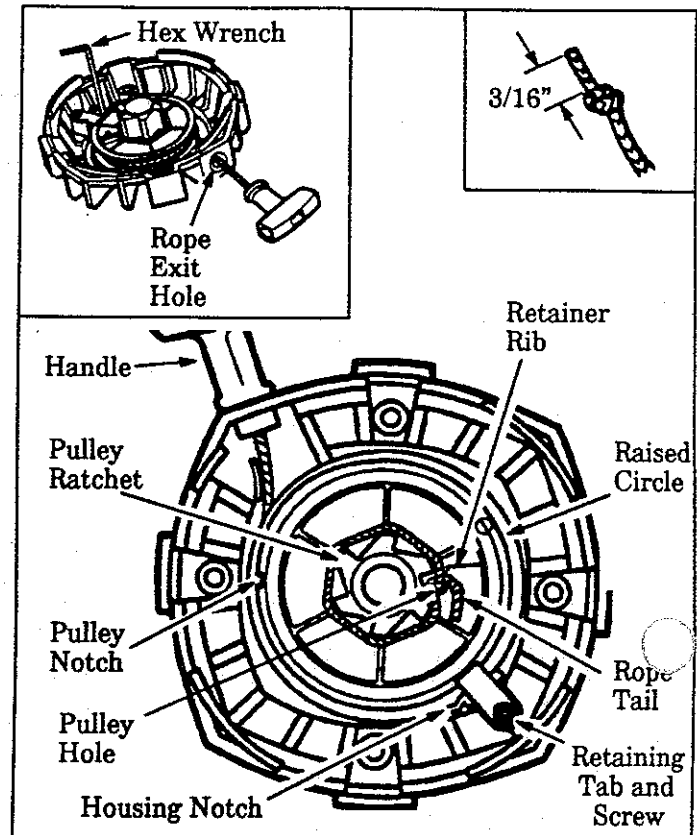 Hex Wrench
3/16"
Rope
Exit
Hole
Retainer
Rib
Handle
Pulley
Ratchet
Raised
Circle
Pulley
Notch
Rope
Tail
Pulley
Hole
Retaining
Tab and
Screw
Housing Notch